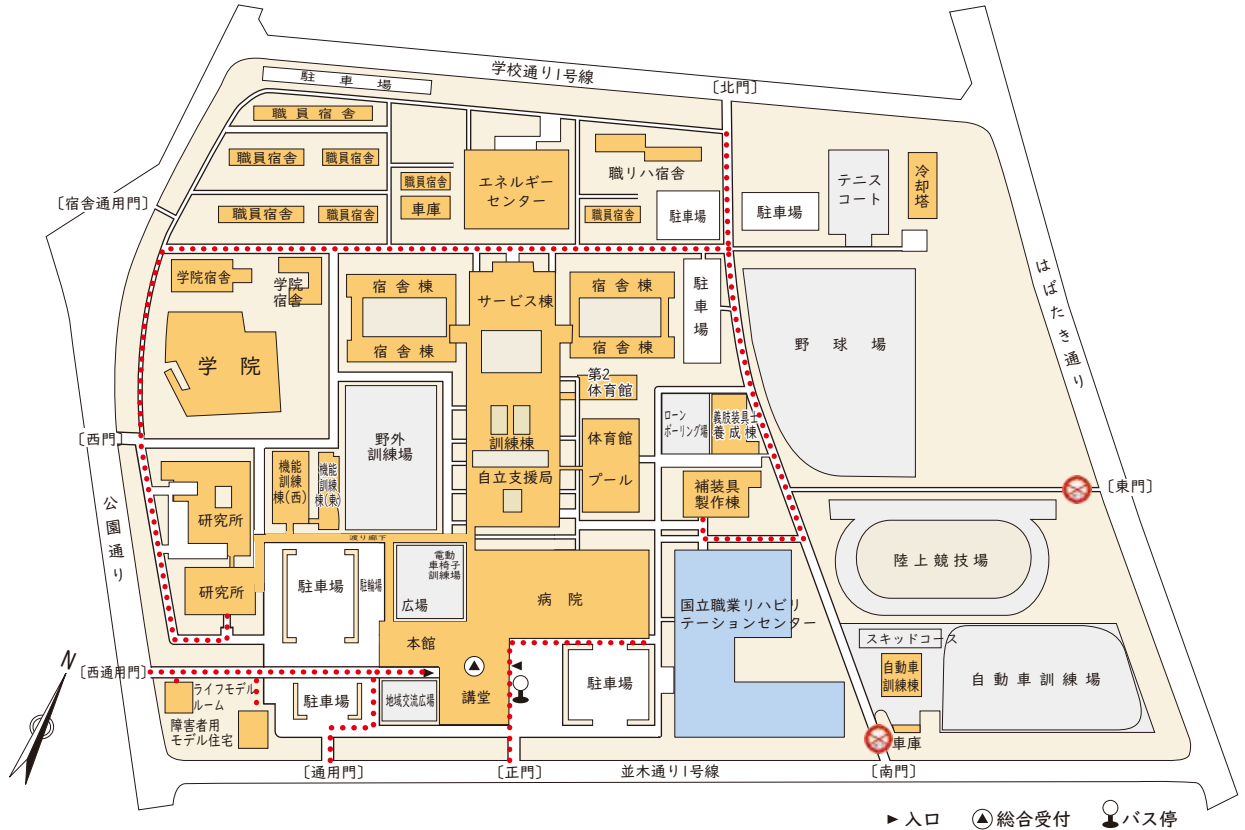 学校通り1号線
駐車場
〔北門〕
職員宿舎
職員宿舎
職員宿舎
職員宿舎
車庫
エネルギー
センター
職リハ宿舎
テニス
コート
冷却塔
〔宿舎通用門〕
職員宿舎
職員宿舎
職員宿舎
駐車場
駐車場
はばたき通り
学院宿舎
学院
宿舎
宿舎棟
サービス棟
宿舎棟
駐車場
宿舎棟
宿舎棟
野球場
学院
第2
体育館
ローン
ボーリング場
義肢装具士
養成棟
〔西門〕
野外
訓練場
訓練棟
体育館
プール
自立支援局
機能
訓練
棟(西)
機能
訓練
棟(東)
補装具
製作棟
〔東門〕
公園通り
研究所
渡り廊下
研究所
駐車場
駐輪場
電動
車椅子
訓練場
広場
病院
国立職業リハビリ
テーションセンター
陸上競技場
スキッドコース
自動車
訓練棟
自動車訓練場
本館
〔西通用門〕
ライフモデル
ルーム
障害者用
モデル住宅
駐車場
地域交流広場
講堂
駐車場
車庫
N
〔通用門〕
〔正門〕
並木通り1号線
〔南門〕
入口
総合受付
バス停